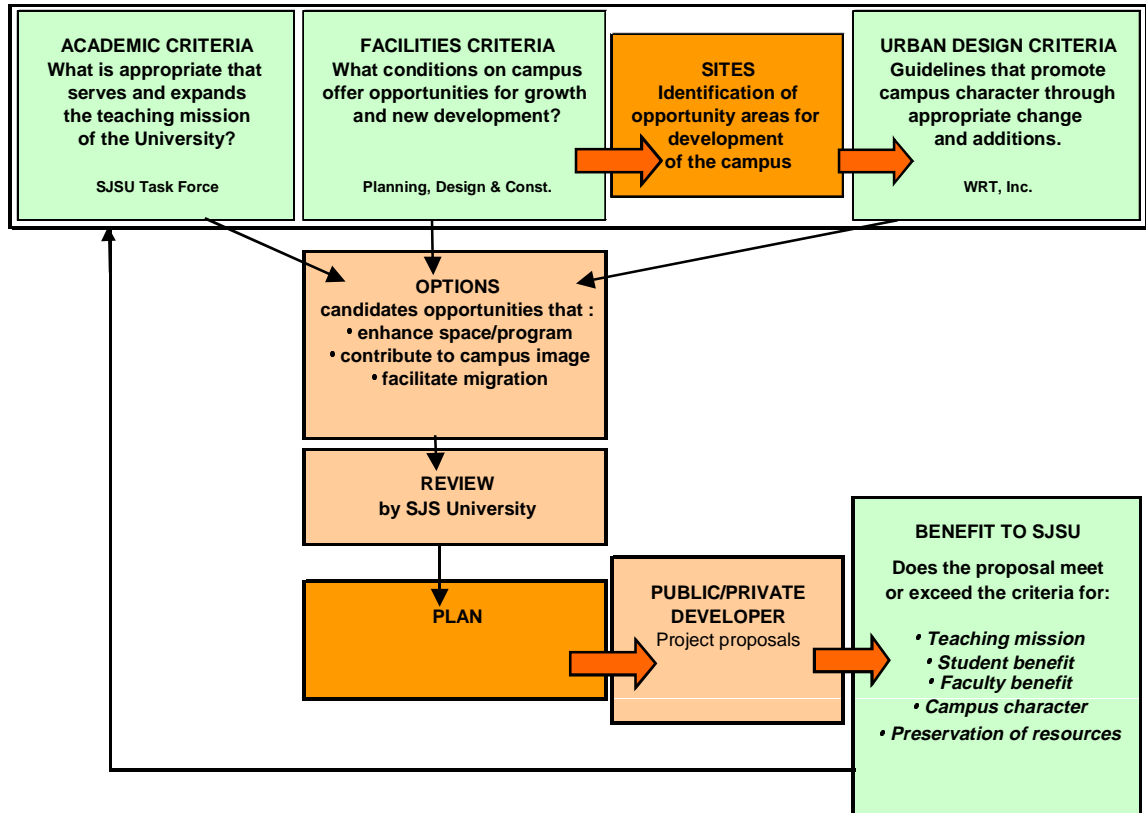 ACADEMIC CRITERIA
What is appropriate that
serves and expands
the teaching mission
of the University?
SJSU Task Force
FACILITIES CRITERIA
What conditions on campus
offer opportunities for growth
and new development?
Planning, Design & Const.
SITES
Identification of
opportunity areas for
development
of the campus
URBAN DESIGN CRITERIA
Guidelines that promote
campus character through
appropriate change
and additions.
WRT, Inc.
OPTIONS
candidates opportunities that :
• enhance space/program
• contribute to campus image
• facilitate migration
REVIEW
by SJS University
PLAN
PUBLIC/PRIVATE
DEVELOPER
Project proposals
BENEFIT TO SJSU
Does the proposal meet
or exceed the criteria for:
• Teaching mission
• Student benefit
• Faculty benefit
• Campus character
• Preservation of resources